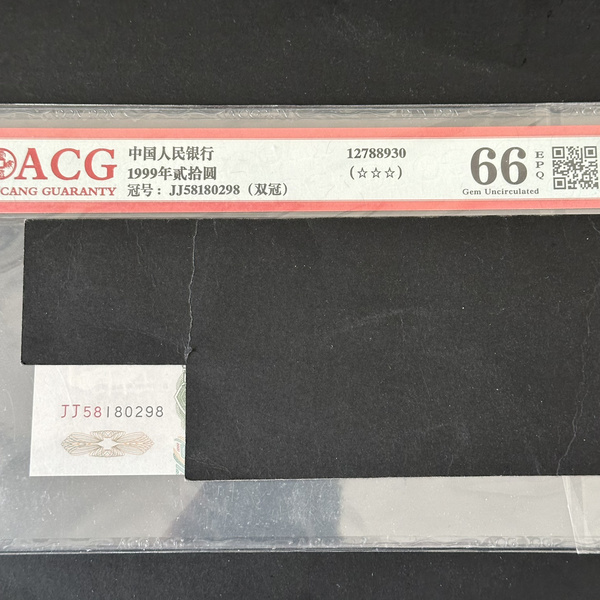 ACG
CANG GUARANTY
中国人民银行
1999年贰拾圆
冠号：JJ58180298（双冠）
12788930
(☆☆☆)
66
EPQ
Gem Uncirculated
JJ58180298